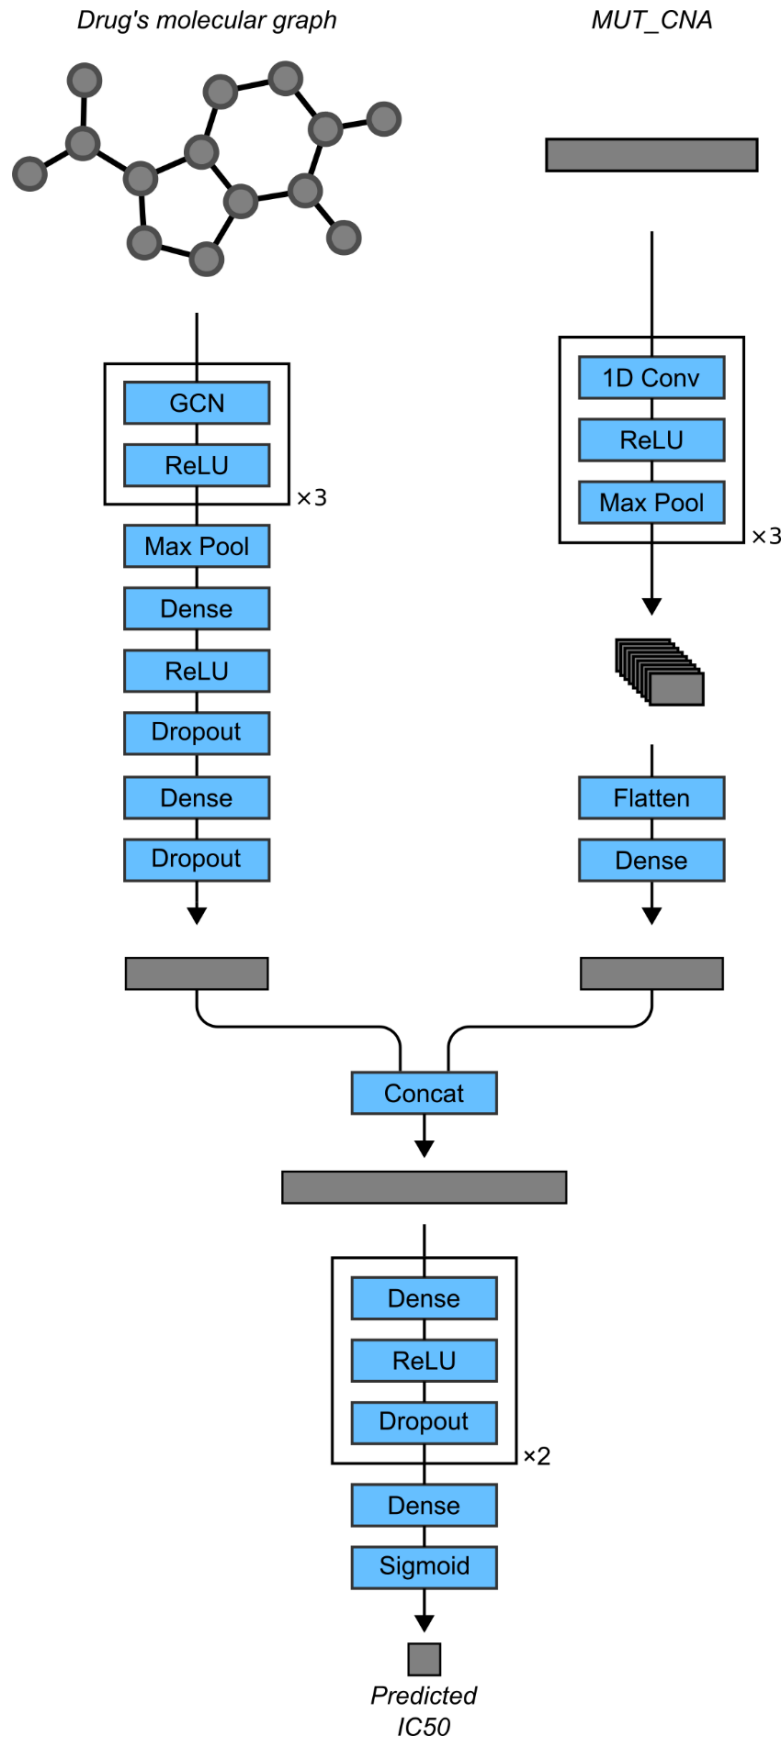 Drug's molecular graph
MUT_CNA
GCN
ReLU
×3
Max Pool
Dense
ReLU
Dropout
Dense
Dropout
1D Conv
ReLU
Max Pool
×3
Flatten
Dense
Concat
Dense
ReLU
Dropout
×2
Dense
Sigmoid
Predicted
IC50